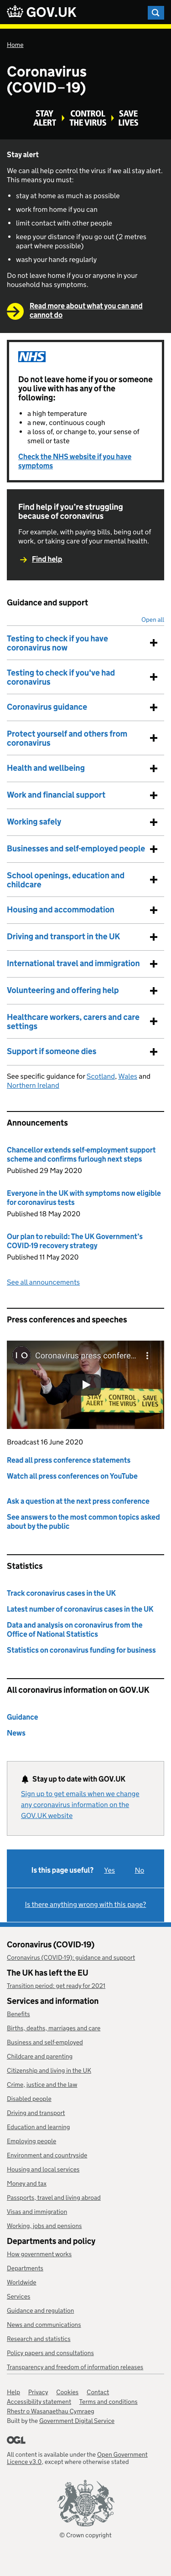 GOV.UK
Home
Coronavirus
(COVID-19)
STAY
ALERT
CONTROL
THE VIRUS
SAVE
LIVES
Stay alert
We can all help control the virus if we all stay alert.
This means you must:
stay at home as much as possible
work from home if you can
limit contact with other people
keep your distance if you go out (2 metres
apart where possible)
wash your hands regularly
Do not leave home if you or anyone in your
household has symptoms.
Read more about what you can and
cannot do
NHS
Do not leave home if you or someone
you live with has any of the
following:
a high temperature
a new, continuous cough
a loss of, or change to, your sense of
smell or taste
Check the NHS website if you have
symptoms
Find help if you're struggling
because of coronavirus
For example, with paying bills, being out of
work, or taking care of your mental health.
Find help
Guidance and support
Open all
Testing to check if you have
coronavirus now
Testing to check if you've had
coronavirus
Coronavirus guidance
Protect yourself and others from
coronavirus
Health and wellbeing
Work and financial support
Working safely
Businesses and self-employed people
School openings, education and
childcare
Housing and accommodation
Driving and transport in the UK
International travel and immigration
Volunteering and offering help
Healthcare workers, carers and care
settings
Support if someone dies
See specific guidance for Scotland, Wales and
Northern Ireland
Announcements
Chancellor extends self-employment support
scheme and confirms furlough next steps
Published 29 May 2020
Everyone in the UK with symptoms now eligible
for coronavirus tests
Published 18 May 2020
Our plan to rebuild: The UK Government's
COVID-19 recovery strategy
Published 11 May 2020
See all announcements
Press conferences and speeches
Coronavirus press confere...
STAY
ALERT
CONTROL
THE VIRUS
SAVE
LIVES
Broadcast 16 June 2020
Read all press conference statements
Watch all press conferences on YouTube
Ask a question at the next press conference
See answers to the most common topics asked
about by the public
Statistics
Track coronavirus cases in the UK
Latest number of coronavirus cases in the UK
Data and analysis on coronavirus from the
Office of National Statistics
Statistics on coronavirus funding for business
All coronavirus information on GOV.UK
Guidance
News
Stay up to date with GOV.UK
Sign up to get emails when we change
any coronavirus information on the
GOV.UK website
Is this useful? Yes No
Is there anything wrong with this page?
Coronavirus (COVID-19)
Coronavirus (COVID-19): guidance and support
The UK has left the EU
Transition period: get ready for 2021
Services and information
Benefits
Births, deaths, marriages and care
Business and self-employed
Childcare and parenting
Citizenship and living in the UK
Crime, justice and the law
Disabled people
Driving and transport
Education and learning
Employing people
Environment and countryside
Housing and local services
Money and tax
Passports, travel and living abroad
Visas and immigration
Working, jobs and pensions
Departments and policy
How government works
Departments
Worldwide
Services
Guidance and regulation
News and communications
Research and statistics
Policy papers and consultations
Transparency and freedom of information releases
Help Privacy Cookies Contact
Accessibility statement Terms and conditions
Rhestr o Wasanaethau Cymraeg
Built by the Government Digital Service
OGL
All content is available under the Open Government
Licence v3.0, except where otherwise stated
© Crown copyright